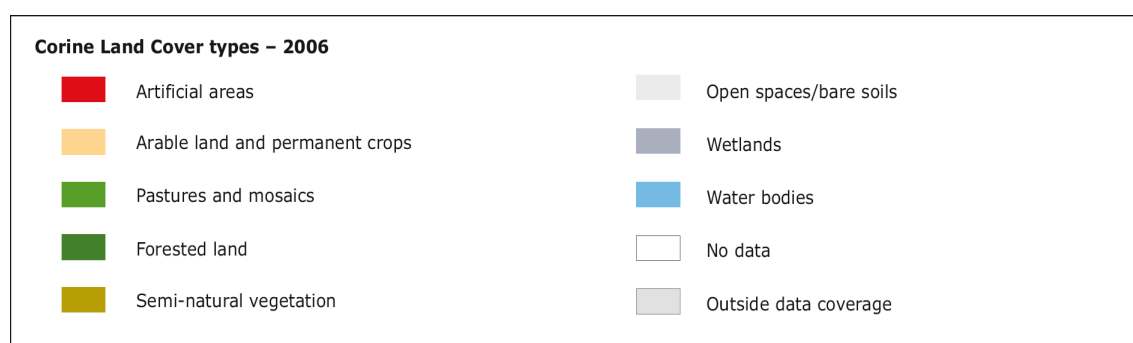 Corine Land Cover types – 2006
Artificial areas
Arable land and permanent crops
Pastures and mosaics
Forested land
Semi-natural vegetation
Open spaces/bare soils
Wetlands
Water bodies
No data
Outside data coverage